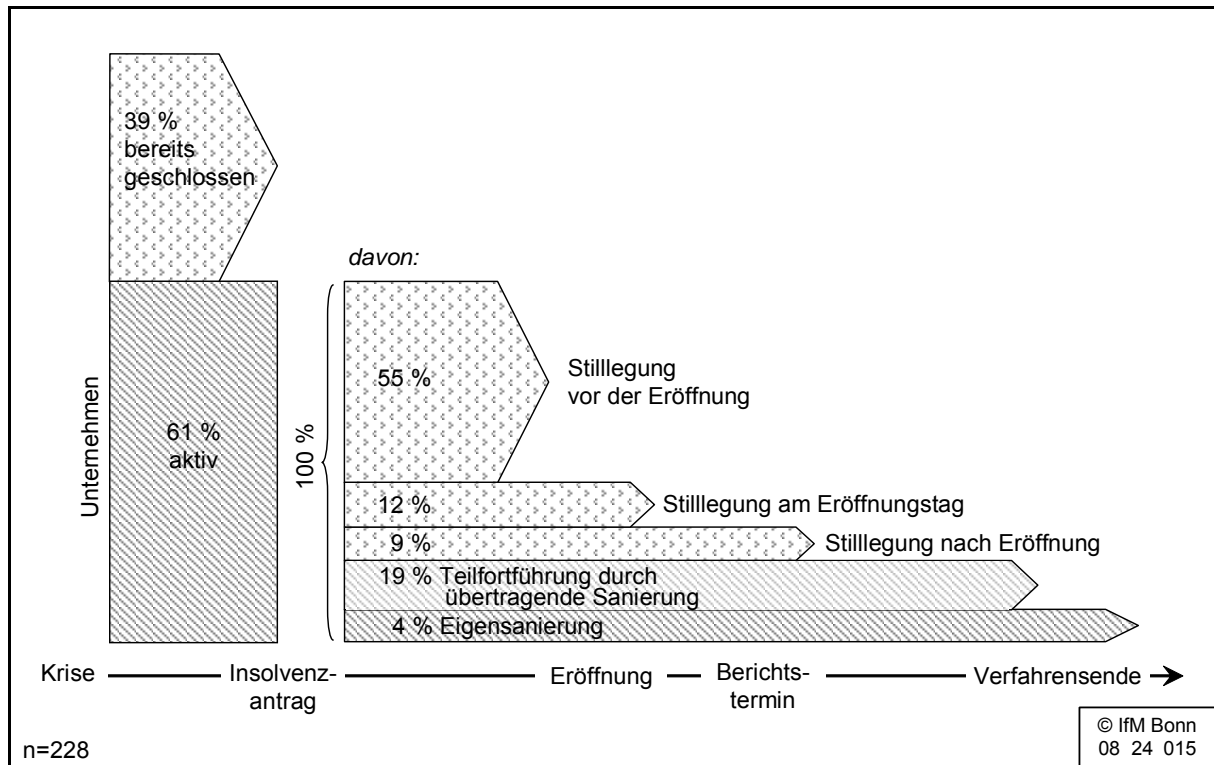 39 %
bereits
geschlossen
davon:
Unternehmen
61 %
aktiv
100 %
55 %
Stilllegung
vor der Eröffnung
12 %
Stilllegung am Eröffnungstag
9 %
Stilllegung nach Eröffnung
19 % Teilfortführung durch
übertragende Sanierung
4 % Eigensanierung
Krise
Insolvenz-
antrag
Eröffnung
Berichts-
termin
Verfahrensende
n=228
© IfM Bonn
08 24 015